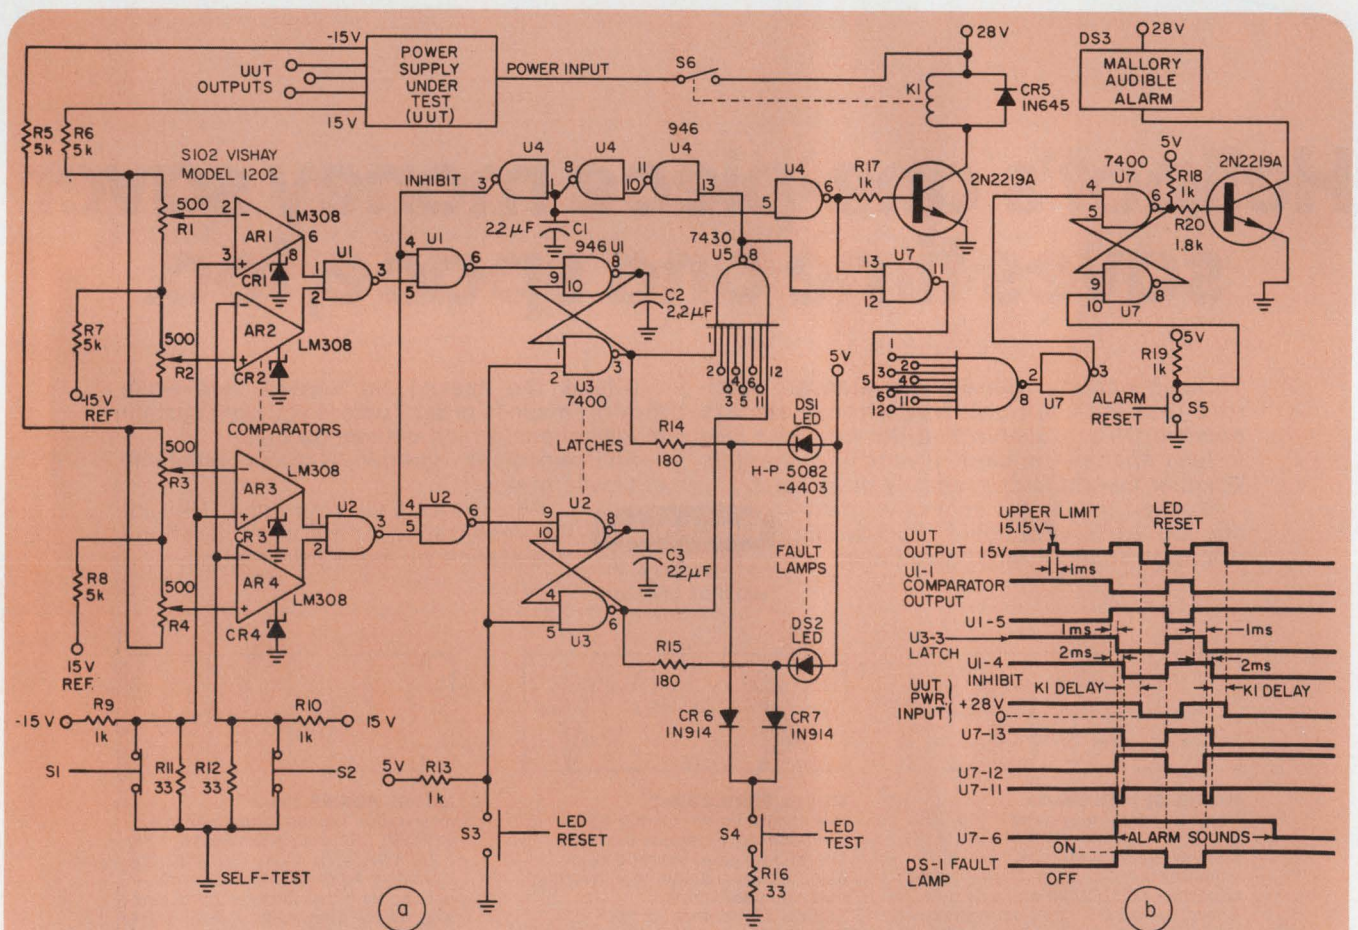 -15V
UUT
OUTPUTS
15V
POWER
SUPPLY
UNDER
TEST
(UUT)
POWER INPUT
S6
28V
K1
CR5
1N645
DS3
28V
MALLORY
AUDIBLE
ALARM
R5
5k
R6
5k
S102 VISHAY
MODEL 1202
INHIBIT
U4
3
1
U4
8
946
U4
11
10
13
U4
5
6
R17
1k
2N2219A
5V
7400
U7
4
5
6
R18
1k
R20
1.8k
2N2219A
500
R1
2
3
LM308
AR1
6
8
CR1
U1
1
2
3
U1
4
5
6
2.2µF
C1
946 U1
9
10
8
C2
2.2µF
7430
U5
8
1
2
4
6
12
3
5
11
U7
13
12
11
9
10
8
U7
AR2
LM308
CR2
R7
5k
-15V
REF
500
R2
1
2
3
U3
7400
5V
R19
1k
ALARM
RESET
S5
1
2
3
4
5
6
11
12
8
2
3
U7
5V
COMPARATORS
LATCHES
R14
180
DS1
LED
H-P 5082
-4403
500
R3
LM308
AR3
CR3
U2
1
2
3
U2
4
5
6
U2
9
10
8
C3
2.2µF
FAULT
LAMPS
R8
5k
15V
REF
500
R4
AR4
LM308
CR4
4
5
6
U3
R15
180
DS2
LED
CR6
1N914
CR7
1N914
-15V
R9
1k
R10
1k
15V
S1
R11
33
R12
33
S2
SELF-TEST
5V
R13
1k
S3
LED
RESET
S4
LED
TEST
R16
33
a
UPPER LIMIT
15.15V
LED
RESET
UUT
OUTPUT 15V
1ms
U1-1
COMPARATOR
OUTPUT
U1-5
1ms
1ms
U3-3
LATCH
2ms
2ms
U1-4
INHIBIT
K1 DELAY
K1 DELAY
UUT
PWR
INPUT
+28V
0
U7-13
U7-12
U7-11
U7-6
ALARM SOUNDS
ON
DS-1 FAULT
LAMP
OFF
b